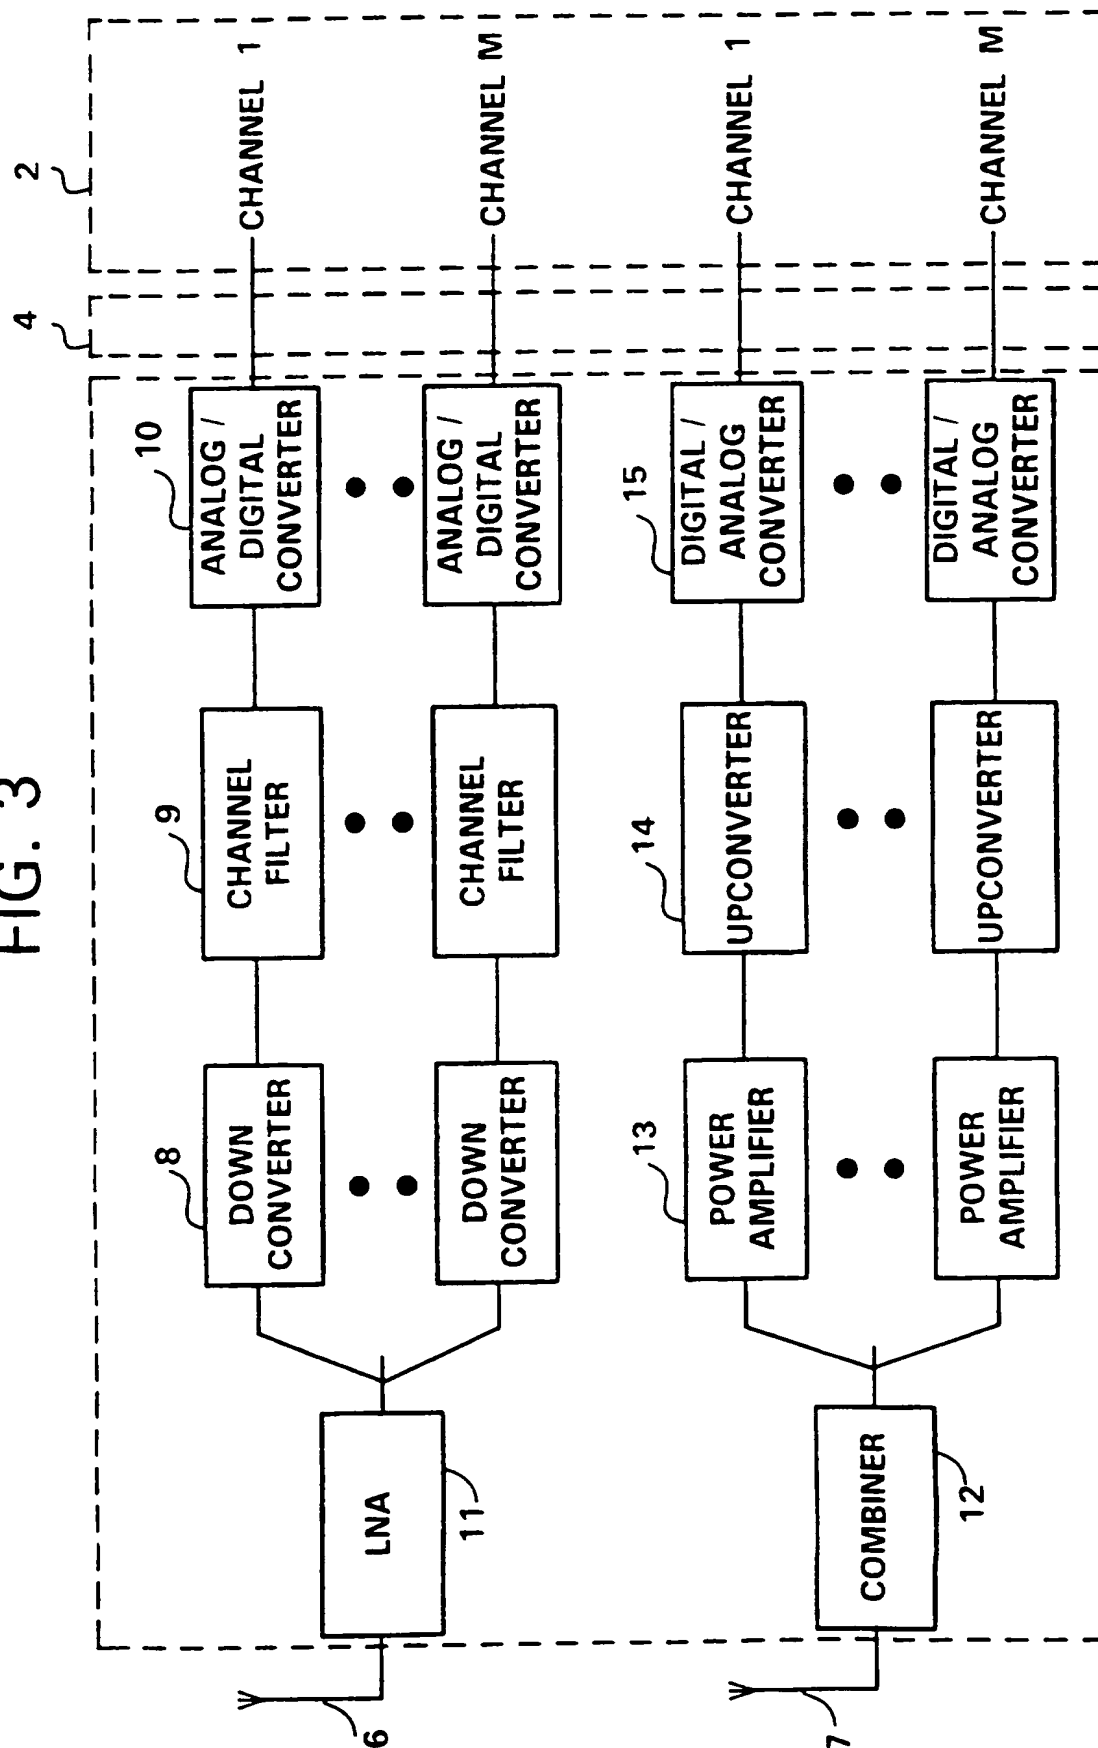 FIG. 3
2
4
CHANNEL 1
CHANNEL M
CHANNEL 1
CHANNEL M
10
ANALOG /
DIGITAL
CONVERTER
ANALOG /
DIGITAL
CONVERTER
15
DIGITAL /
ANALOG
CONVERTER
DIGITAL /
ANALOG
CONVERTER
9
CHANNEL
FILTER
CHANNEL
FILTER
14
UPCONVERTER
UPCONVERTER
8
DOWN
CONVERTER
DOWN
CONVERTER
13
POWER
AMPLIFIER
POWER
AMPLIFIER
LNA
11
COMBINER
12
6
7